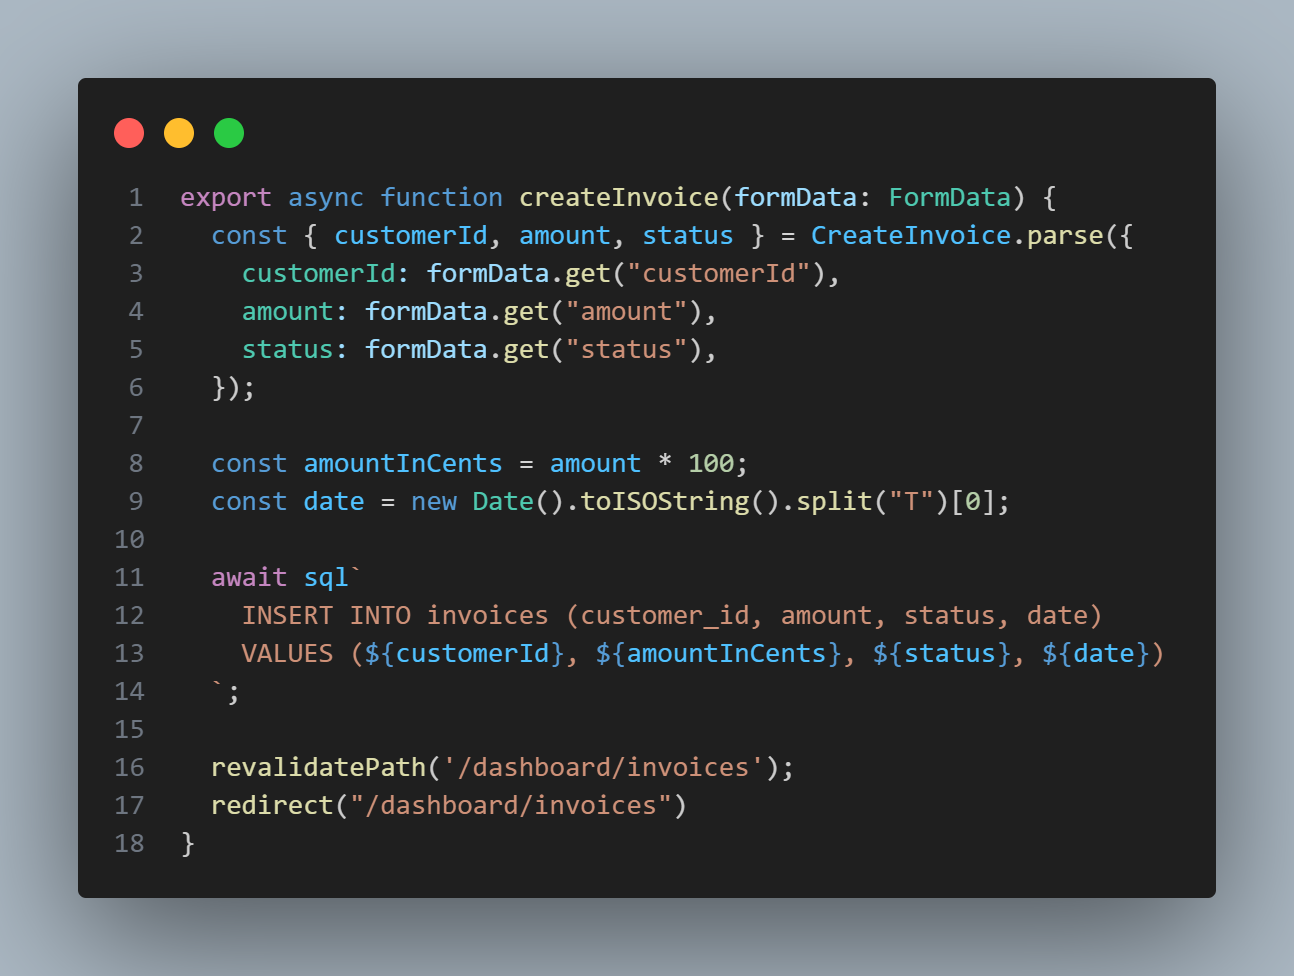 1 export async function createInvoice(formData: FormData) {
2   const { customerId, amount, status } = CreateInvoice.parse({
3     customerId: formData.get("customerId"),
4     amount: formData.get("amount"),
5     status: formData.get("status"),
6   });
7
8   const amountInCents = amount * 100;
9   const date = new Date().toISOString().split("T")[0];
10
11   await sql`
12     INSERT INTO invoices (customer_id, amount, status, date)
13     VALUES (${customerId}, ${amountInCents}, ${status}, ${date})
14   `;
15
16   revalidatePath('/dashboard/invoices');
17   redirect("/dashboard/invoices")
18 }